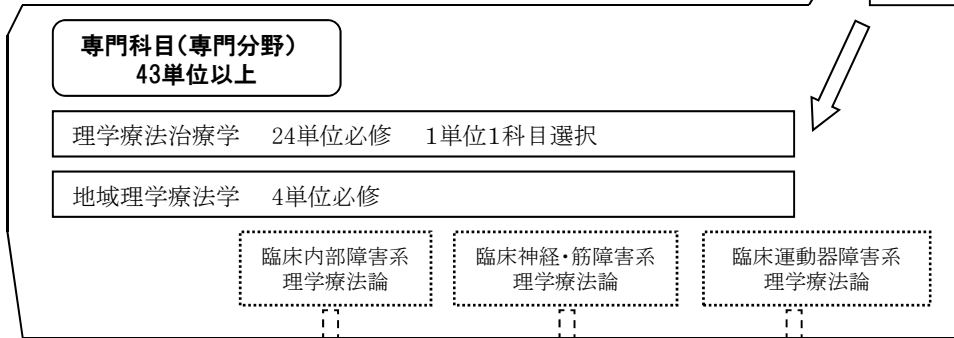 専門科目(専門分野)
43単位以上
理学療法治療学　24単位必修　1単位1科目選択
地域理学療法学　4単位必修
臨床内部障害系
理学療法論
臨床神経・筋障害系
理学療法論
臨床運動器障害系
理学療法論